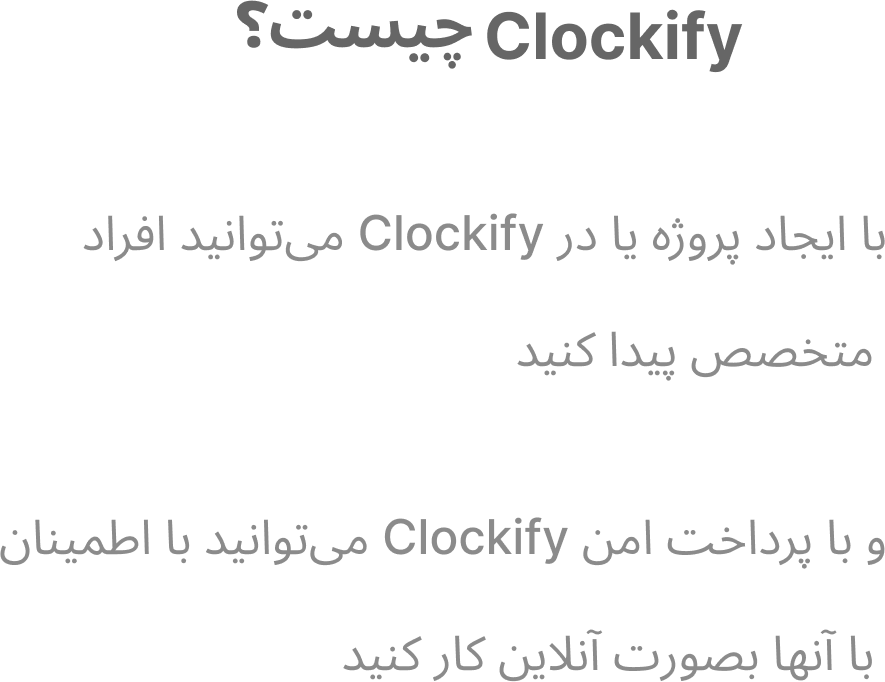 Clockify چیست؟
با ایجاد پروژه یا در Clockify می‌توانید افراد
متخصص پیدا کنید
و با پرداخت امن Clockify می‌توانید با اطمینان
با آنها بصورت آنلاین کار کنید